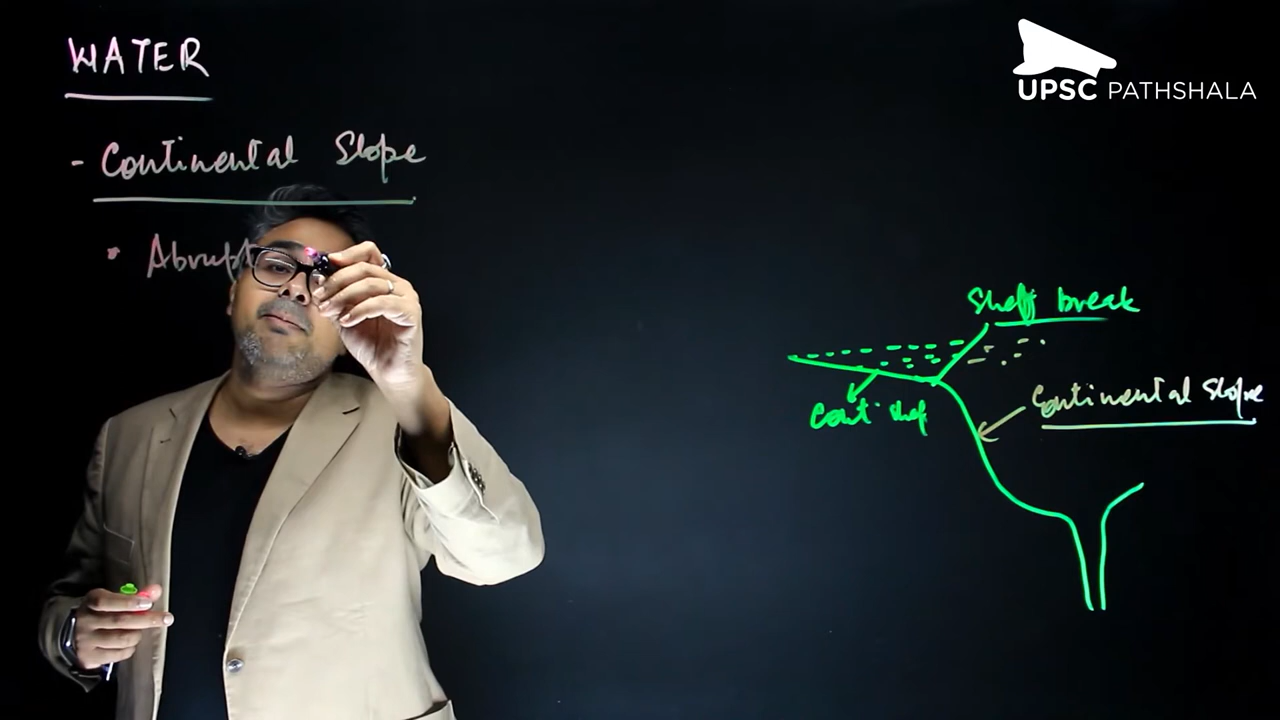 WATER
UPSC PATHSHALA
- Continental Slope
• Abrupt
Shelf break
Continental Slope
Cont shelf